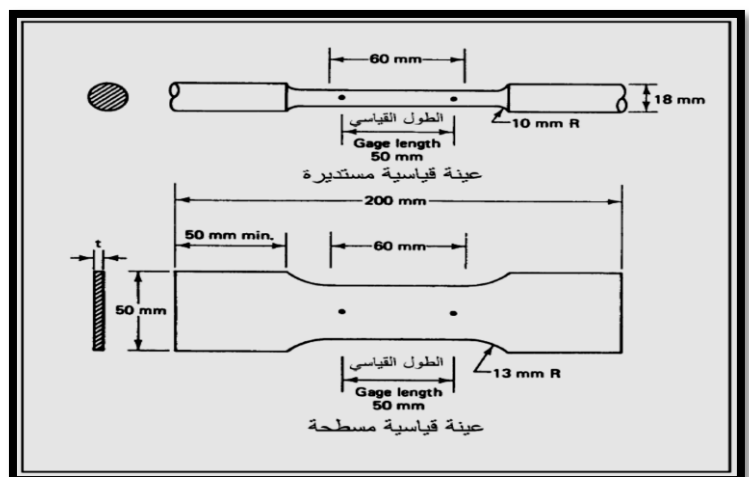 60 mm
18 mm
10 mm R
الطول القياسي
Gage length
50 mm
عينة قياسية مستديرة
200 mm
50 mm min.
60 mm
t
50 mm
الطول القياسي
13 mm R
Gage length
50 mm
عينة قياسية مسطحة